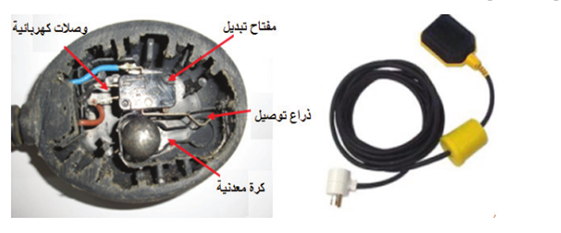 مفتاح تبديل
وصلات كهربائية
ذراع توصيل
كرة معدنية